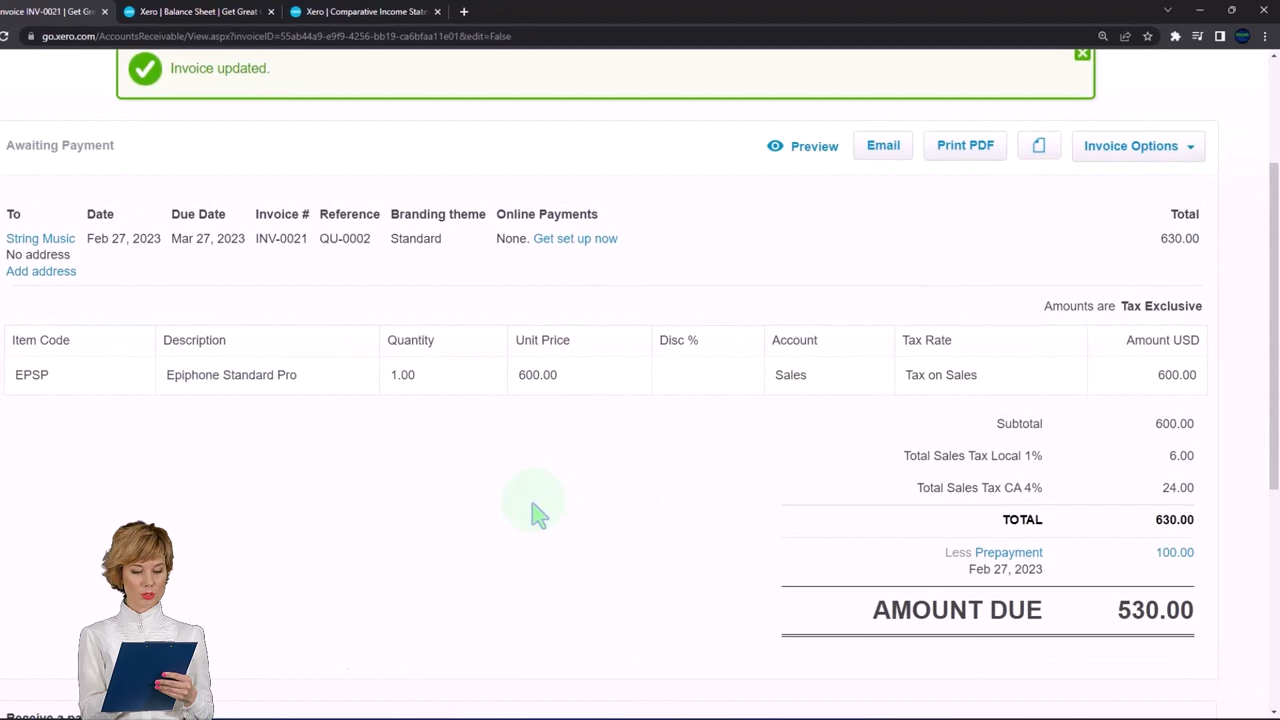 nvoice INV-0021 | Get Gre
Xero | Balance Sheet | Get Great
Xero | Comparative Income State
go.xero.com/AccountsReceivable/View.aspx?invoiceID=55ab44a9-e9f9-4256-bb19-ca6bfaa11e01&edit=False
Invoice updated.
Awaiting Payment
Preview
Email
Print PDF
Invoice Options
To Date Due Date Invoice # Reference Branding theme Online Payments Total
String Music Feb 27, 2023 Mar 27, 2023 INV-0021 QU-0002 Standard None. Get set up now 630.00
No address
Add address
Amounts are Tax Exclusive
Item Code Description Quantity Unit Price Disc % Account Tax Rate Amount USD
EPSP Epiphone Standard Pro 1.00 600.00 Sales Tax on Sales 600.00
Subtotal 600.00
Total Sales Tax Local 1% 6.00
Total Sales Tax CA 4% 24.00
TOTAL 630.00
Less Prepayment 100.00
Feb 27, 2023
AMOUNT DUE 530.00
Receive a pa